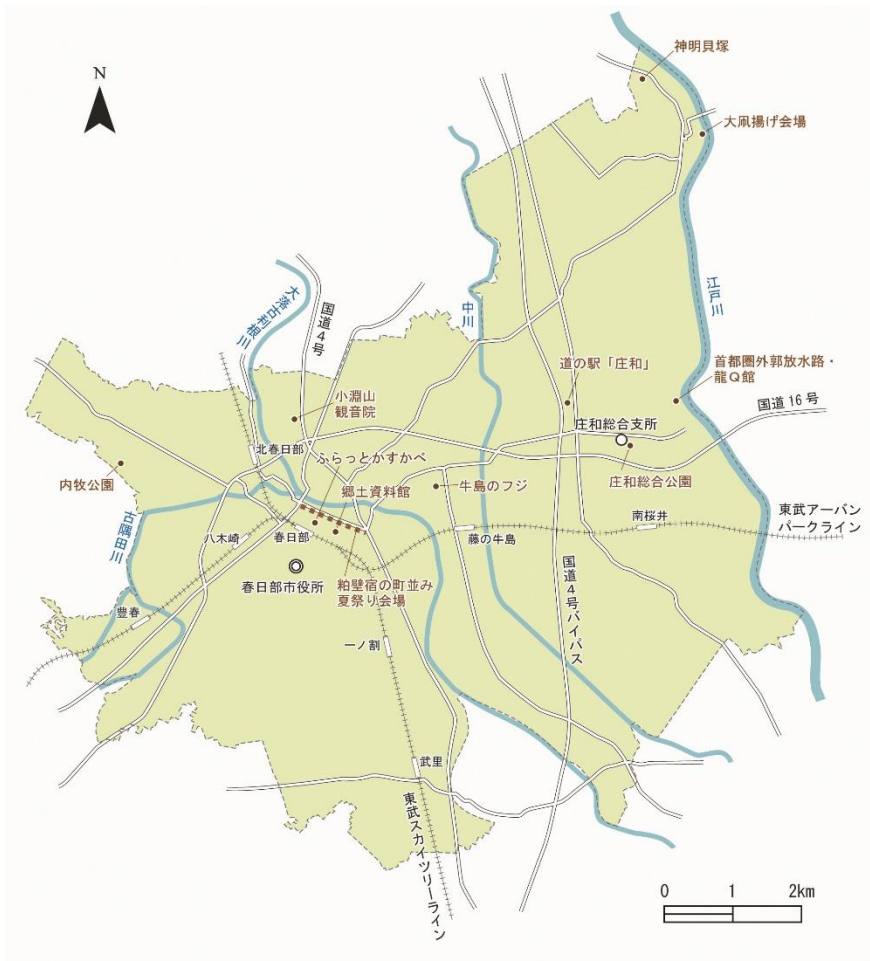 神明貝塚
N
大凧揚げ会場
江戸川
大落古利根川
国道4号
中川
道の駅「庄和」
首都圏外郭放水路・
龍Q館
国道16号
小淵山
観音院
庄和総合支所
北春日部
ふらっとかすかべ
内牧公園
郷土資料館
牛島のフジ
庄和総合公園
古隅田川
八木崎
春日部
藤の牛島
南桜井
東武アーバン
パークライン
春日部市役所
粕壁宿の町並み
夏祭り会場
国道4号バイパス
豊春
一ノ割
武里
東武スカイツリーライン
0 1 2km